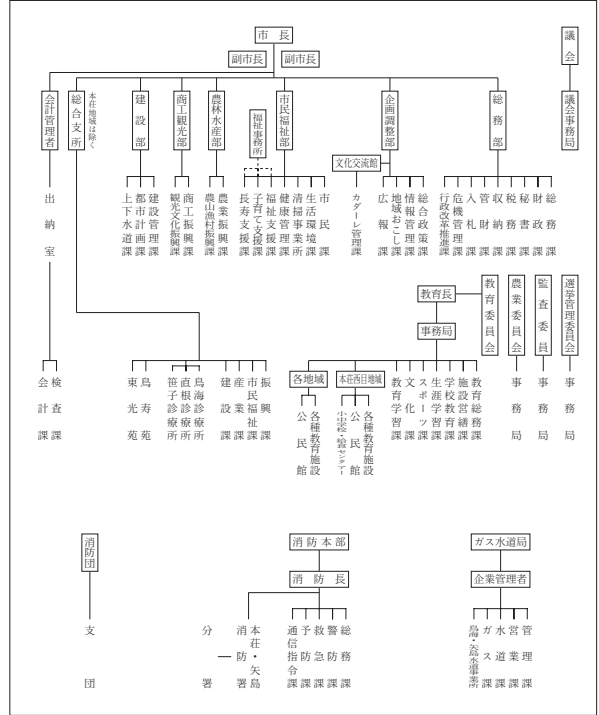 市長
副市長
副市長
議会
議会事務局
総務部
総務課
財政課
秘書課
税務課
収納課
管財課
入札課
危機管理課
行政改革推進課
企画調整部
総合政策課
情報管理課
地域おこし課
広報課
文化交流館
カダーレ管理課
市民福祉部
市民課
生活環境課
清掃事業所
健康管理課
福祉事務所
福祉支援課
子育て支援課
長寿支援課
農林水産部
農業振興課
農山漁村振興課
商工観光部
商工振興課
観光文化振興課
建設部
建設管理課
都市計画課
上下水道課
総合支所
本荘地域は除く
会計管理者
出納室
検査課
会計課
振興課
市民福祉課
産業課
建設課
鳥海診療所
直根診療所
笹子診療所
鳥寿苑
東光苑
選挙管理委員会
事務局
監査委員
事務局
農業委員会
事務局
教育委員会
教育長
事務局
教育総務課
施設営繕課
学校教育課
生涯学習課
スポーツ課
文化課
教育学習課
本荘西目地域
各種教育施設
公民館
各地域
各種教育施設
公民館
ガス水道局
企業管理者
管理課
営業課
水道課
ガス課
消防本部
消防長
総務課
警防課
救急課
予防課
通信指令課
本荘・矢島
消防署
分署
消防団
支団